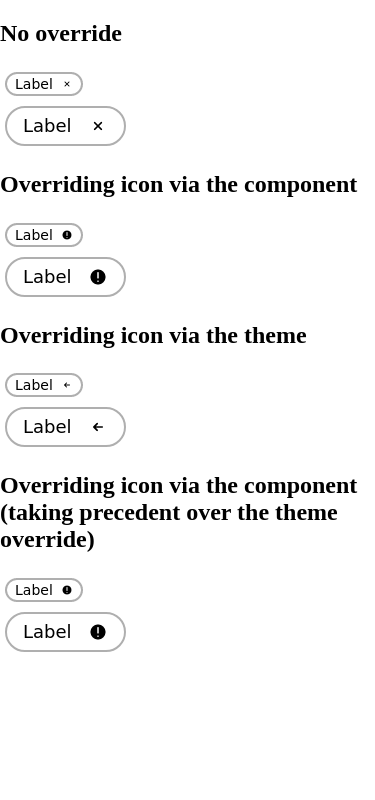 No override
Label
Label
Overriding icon via the component
Label
Label
Overriding icon via the theme
Label
Label
Overriding icon via the component
(taking precedent over the theme
override)
Label
Label